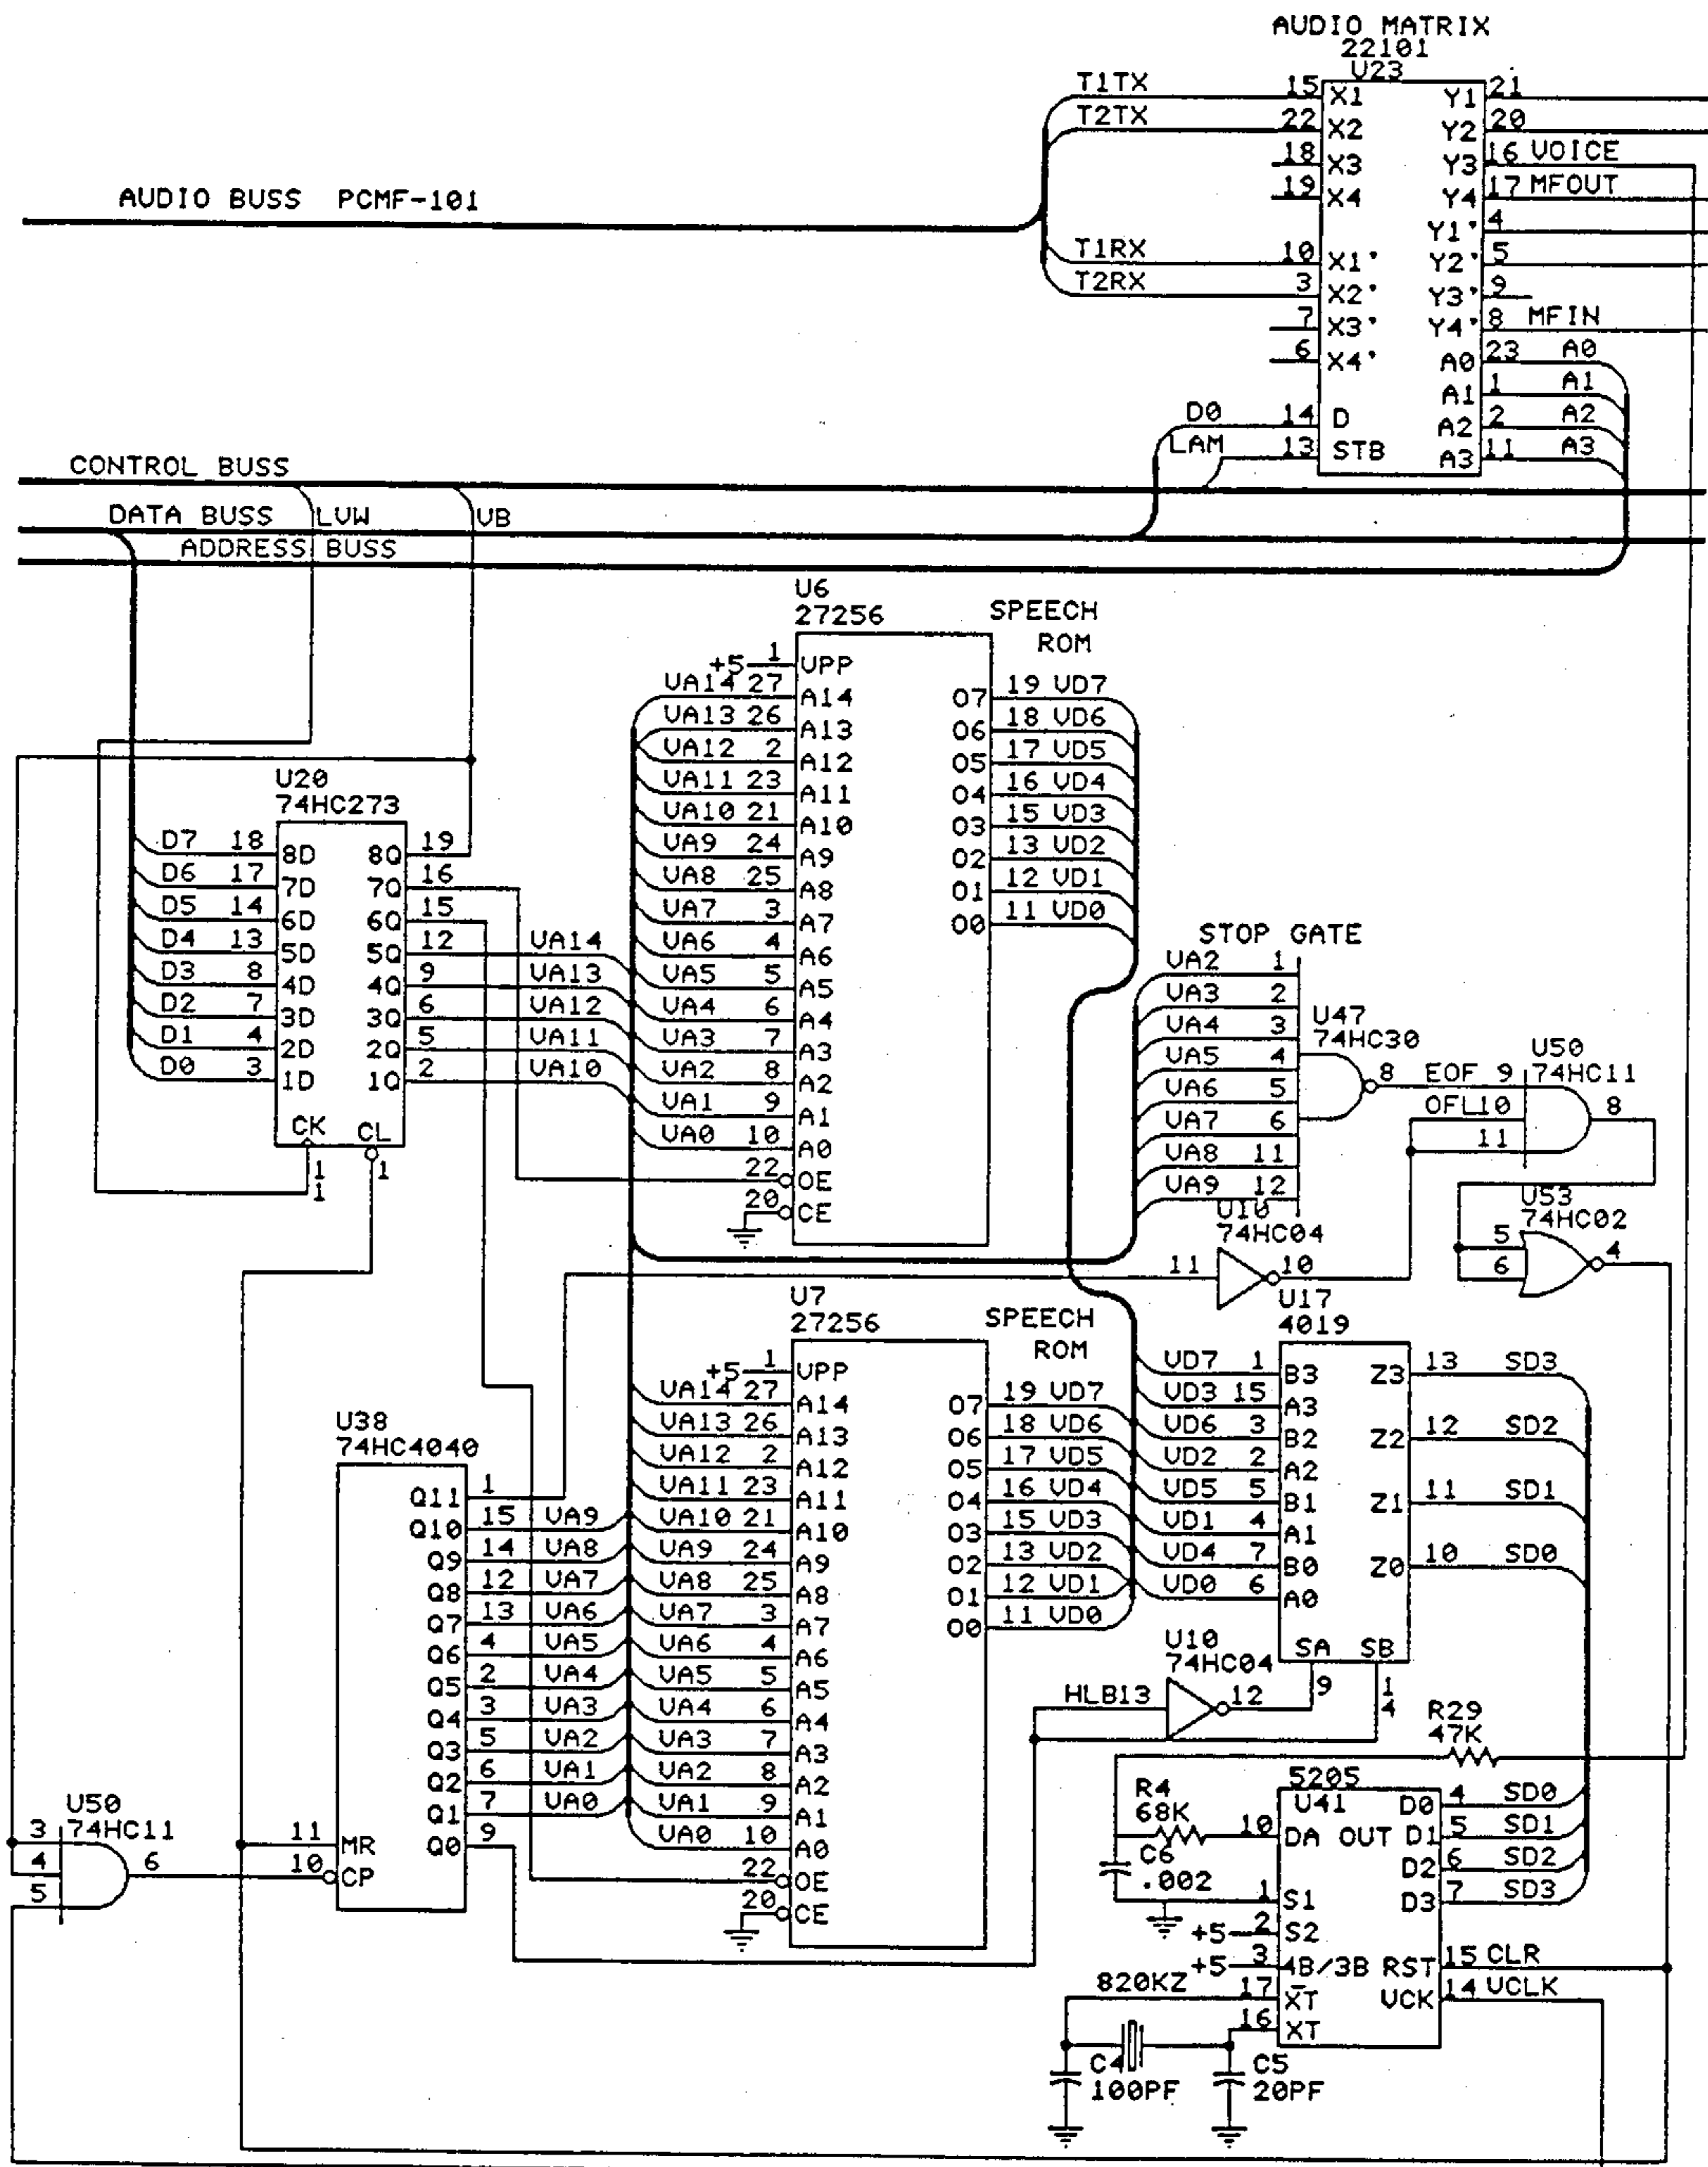 AUDIO MATRIX
22101
U23
T1TX 15 X1 Y1 21
T2TX 22 X2 Y2 20
18 X3 Y3 16 VOICE
19 X4 Y4 17 MFOUT
AUDIO BUSS PCMF-101
Y1' 4
T1RX 10 X1' Y2' 5
T2RX 3 X2' Y3' 9
7 X3' Y4' 8 MFIN
6 X4' A0 23 A0
A1 1 A1
D0 14 D A2 2 A2
LAM 13 STB A3 11 A3
CONTROL BUSS
DATA BUSS LVW VB
ADDRESS BUSS
U6
27256
SPEECH
ROM
+5 1 VPP
VA14 27 A14 O7 19 VD7
VA13 26 A13 O6 18 VD6
VA12 2 A12 O5 17 VD5
VA11 23 A11 O4 16 VD4
VA10 21 A10 O3 15 VD3
VA9 24 A9 O2 13 VD2
VA8 25 A8 O1 12 VD1
VA7 3 A7 O0 11 VD0
VA6 4 A6
VA5 5 A5
VA4 6 A4
VA3 7 A3
VA2 8 A2
VA1 9 A1
VA0 10 A0
22 OE
20 CE
U20
74HC273
D7 18 8D 8Q 19
D6 17 7D 7Q 16
D5 14 6D 6Q 15
D4 13 5D 5Q 12 VA14
D3 8 4D 4Q 9 VA13
D2 7 3D 3Q 6 VA12
D1 4 2D 2Q 5 VA11
D0 3 1D 1Q 2 VA10
CK CL
1 1
1
STOP GATE
VA2 1
VA3 2
VA4 3
VA5 4
VA6 5
VA7 6
VA8 11
VA9 12
U47
74HC30
8 EOF 9
OFL10
11
U50
74HC11
8
U10
74HC04
11 10
U53
74HC02
5 4
6
U7
27256
SPEECH
ROM
+5 1 VPP
VA14 27 A14 O7 19 VD7
VA13 26 A13 O6 18 VD6
VA12 2 A12 O5 17 VD5
VA11 23 A11 O4 16 VD4
VA10 21 A10 O3 15 VD3
VA9 24 A9 O2 13 VD2
VA8 25 A8 O1 12 VD1
VA7 3 A7 O0 11 VD0
VA6 4 A6
VA5 5 A5
VA4 6 A4
VA3 7 A3
VA2 8 A2
VA1 9 A1
VA0 10 A0
22 OE
20 CE
U17
4019
VD7 1 B3 Z3 13 SD3
VD3 15 A3
VD6 3 B2 Z2 12 SD2
VD2 2 A2
VD5 5 B1 Z1 11 SD1
VD1 4 A1
VD4 7 B0 Z0 10 SD0
VD0 6 A0
SA SB
9 1
4
U10
74HC04
HLB13 12
U38
74HC4040
Q11 1
Q10 15 VA9
Q9 14 VA8
Q8 12 VA7
Q7 13 VA6
Q6 4 VA5
Q5 2 VA4
Q4 3 VA3
Q3 5 VA2
Q2 6 VA1
Q1 7 VA0
11 MR Q0 9
10 CP
U50
74HC11
3
4 6
5
R29
47K
R4
68K
C6
.002
5205
U41
D0 4 SD0
10 DA OUT D1 5 SD1
D2 6 SD2
1 S1 D3 7 SD3
+5 2 S2
+5 3 4B/3B RST 15 CLR
820KZ 17 XT VCK 14 VCLK
16 XT
C4
100PF
C5
20PF